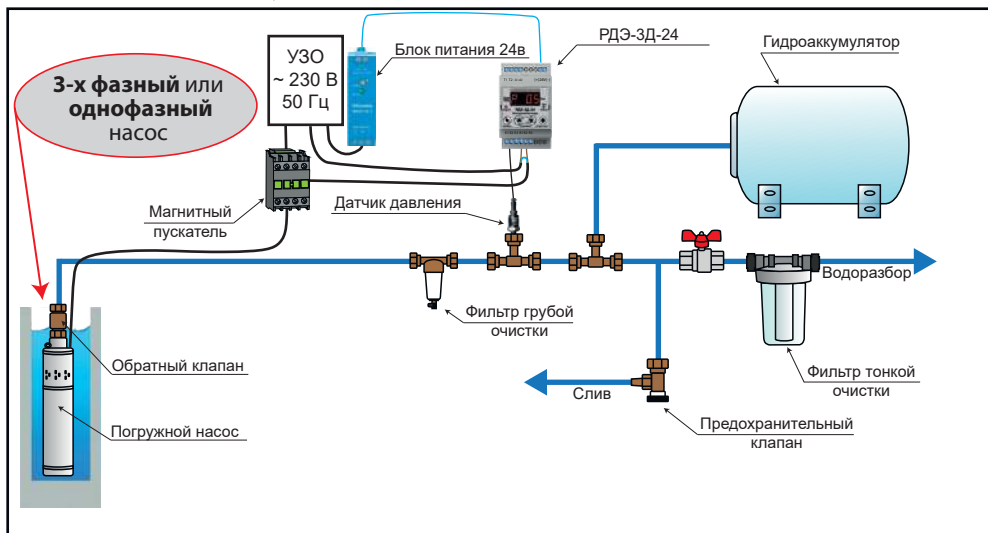 УЗО
~ 230 В
50 Гц
Блок питания 24в
РДЭ-3Д-24
Гидроаккумулятор
3-х фазный или
однофазный
насос
Магнитный
пускатель
Датчик давления
Водоразбор
Фильтр грубой
очистки
Обратный клапан
Фильтр тонкой
очистки
Слив
Погружной насос
Предохранительный
клапан